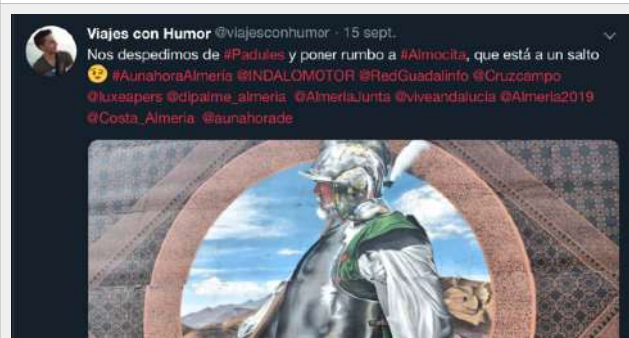 Viajes con Humor @viajesconhumor · 15 sept.
Nos despedimos de #Padules y poner rumbo a #Almocita, que está a un salto
#AunahoraAlmería @INDALOMOTOR @RedGuadalinfo @Cruzcampo
@luxeapers @dipalme_almeria @AlmeriaJunta @viveandalucia @Almeria2019
@Costa_Almeria @aunahorade